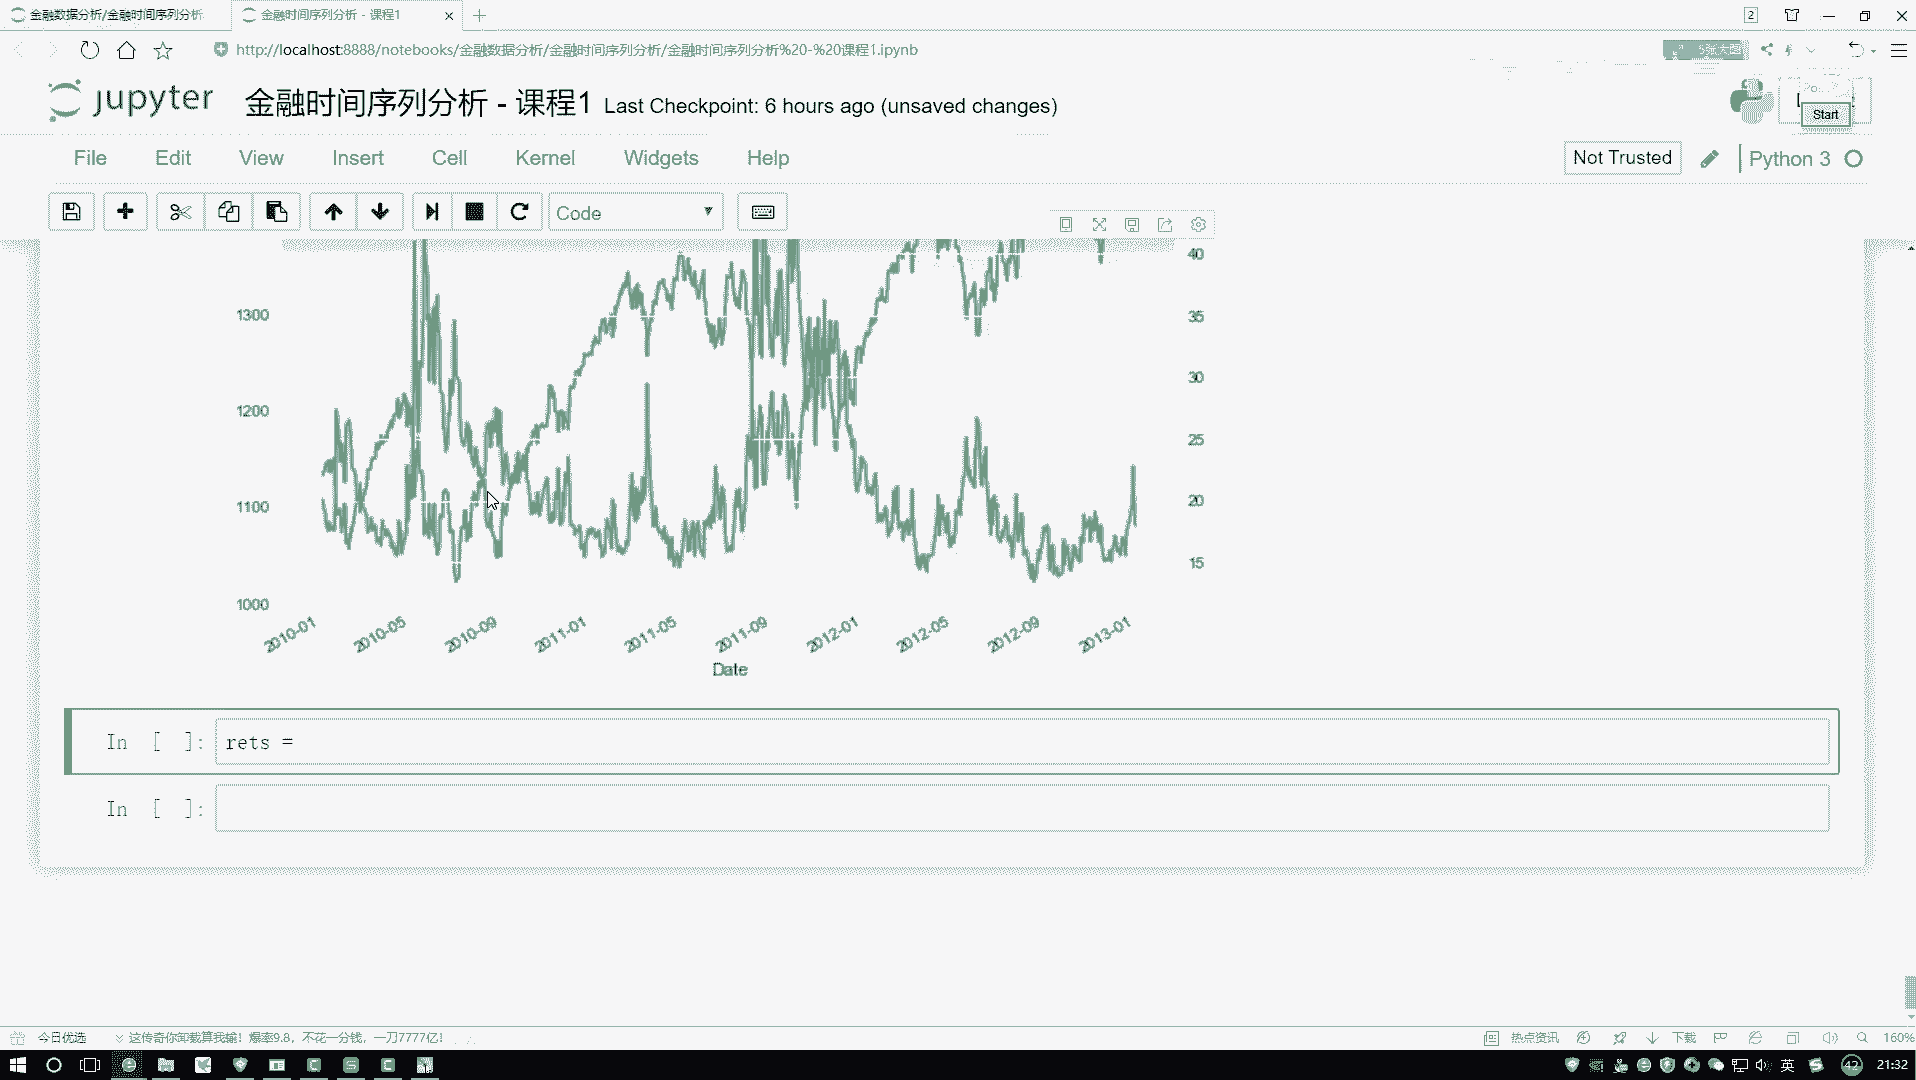 金融数据分析/金融时间序列分析
金融时间序列分析 - 课程1
2
http://localhost:8888/notebooks/金融数据分析/金融时间序列分析/金融时间序列分析%20-%20课程1.ipynb
5张大图
jupyter
金融时间序列分析 - 课程1 Last Checkpoint: 6 hours ago (unsaved changes)
Start
File Edit View Insert Cell Kernel Widgets Help
Not Trusted
Python 3
Code
40
1300
35
30
1200
25
1100
20
15
1000
2010-01 2010-05 2010-09 2011-01 2011-05 2011-09 2012-01 2012-05 2012-09 2013-01
Date
In [ ]: rets =
In [ ]:
今日优选
这传奇你卸载算我输！爆率9.8，不花一分钱，一刀7777亿！
热点资讯
下载
160%
英
42
21:32